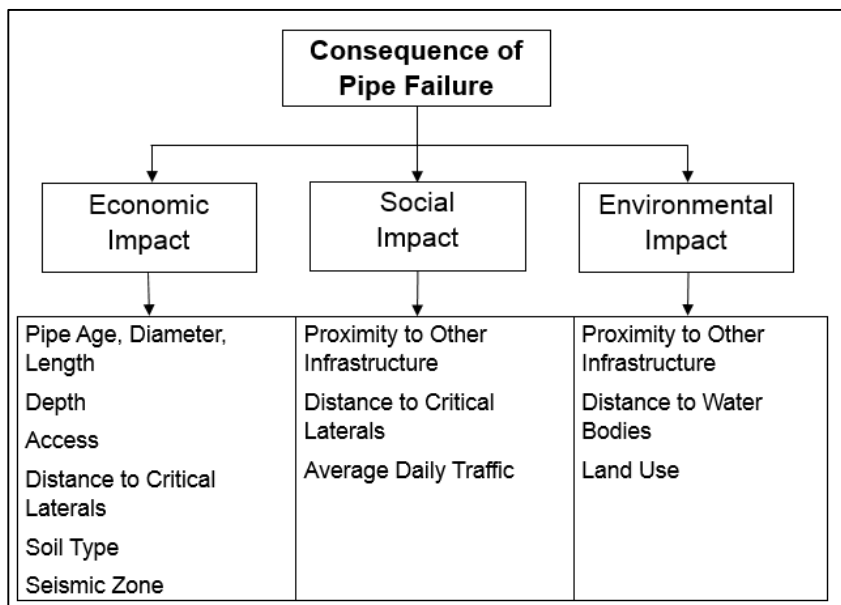 Consequence of
Pipe Failure
Economic
Impact
Social
Impact
Environmental
Impact
Pipe Age, Diameter,
Length
Depth
Access
Distance to Critical
Laterals
Soil Type
Seismic Zone
Proximity to Other
Infrastructure
Distance to Critical
Laterals
Average Daily Traffic
Proximity to Other
Infrastructure
Distance to Water
Bodies
Land Use